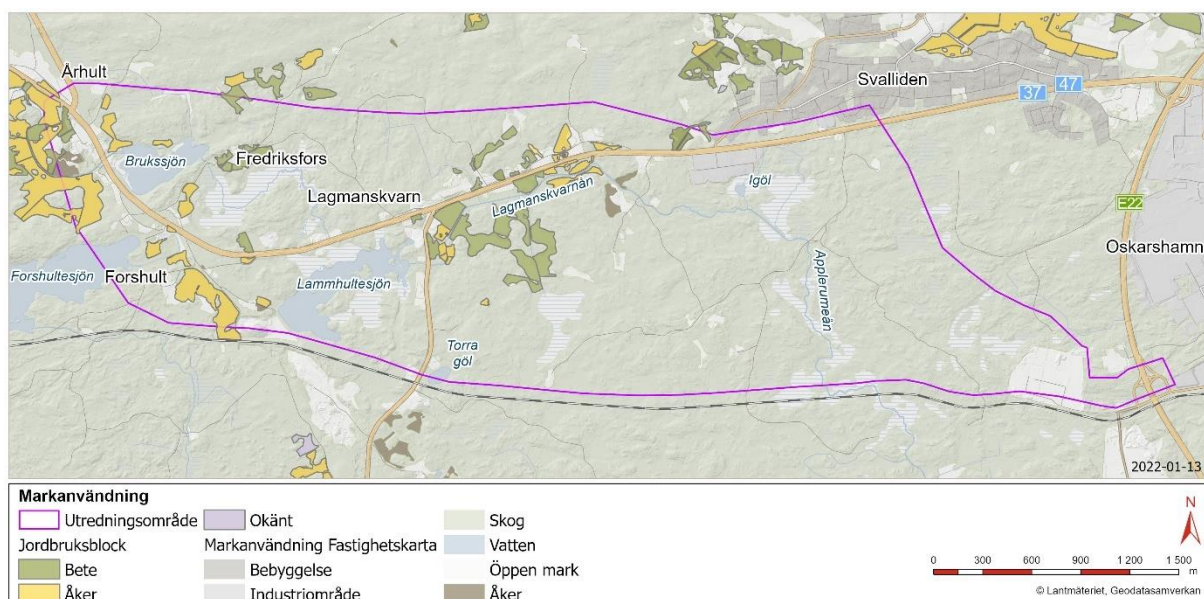 Århult
Svalliden
37
47
Brukssjön
Fredriksfors
Lagmanskvarn
Lagmanskvarnån
Igöl
E22
Oskarshamn
Applerumeån
Forshultesjön
Forshult
Lammhultesjön
Torra
göl
2022-01-13
Markanvändning
Utredningsområde
Jordbruksblock
Bete
Åker
Okänt
Markanvändning Fastighetskarta
Bebyggelse
Industriområde
Skog
Vatten
Öppen mark
Åker
N
0 300 600 900 1 200 1 500
m
© Lantmäteriet, Geodatasamverkan